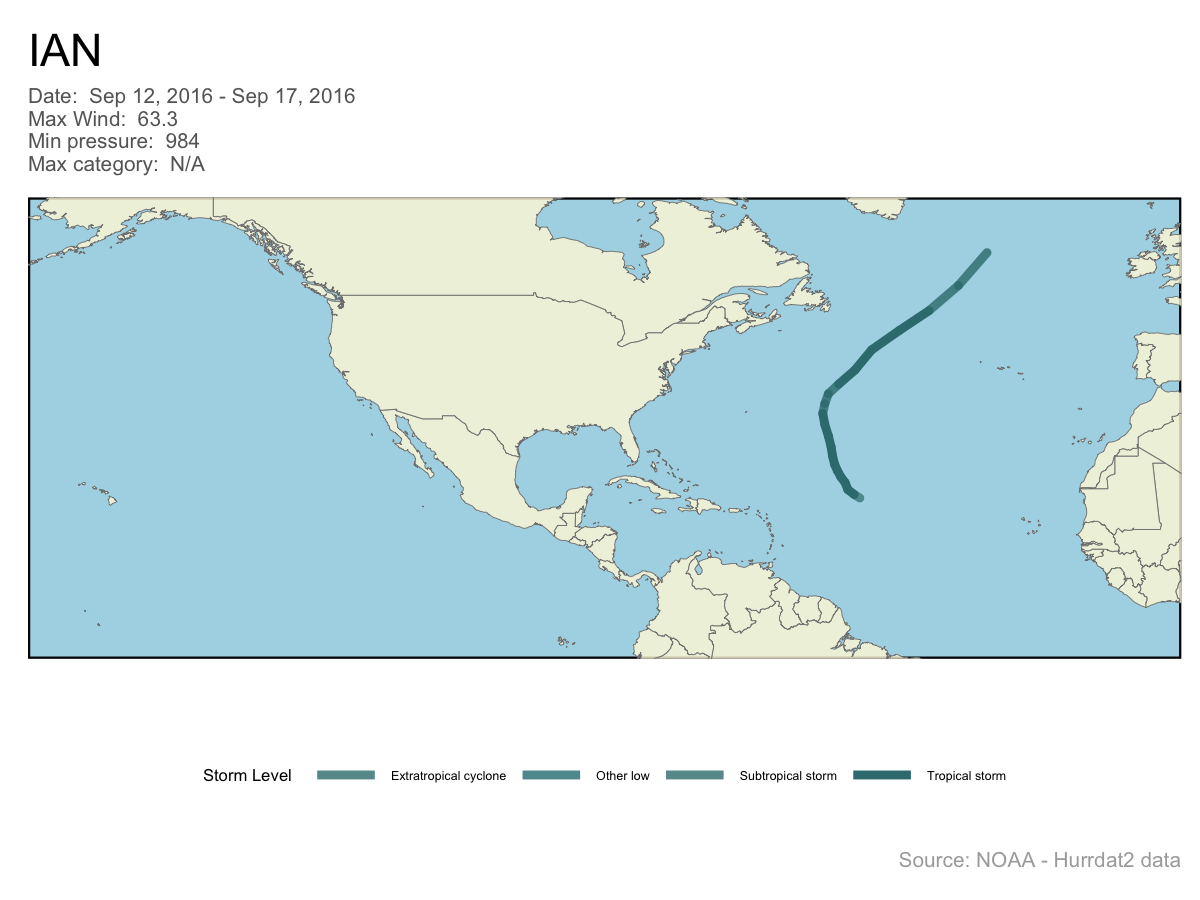 IAN
Date:  Sep 12, 2016 - Sep 17, 2016
Max Wind:  63.3
Min pressure:  984
Max category:  N/A
Storm Level
Extratropical cyclone
Other low
Subtropical storm
Tropical storm
Source: NOAA - Hurrdat2 data